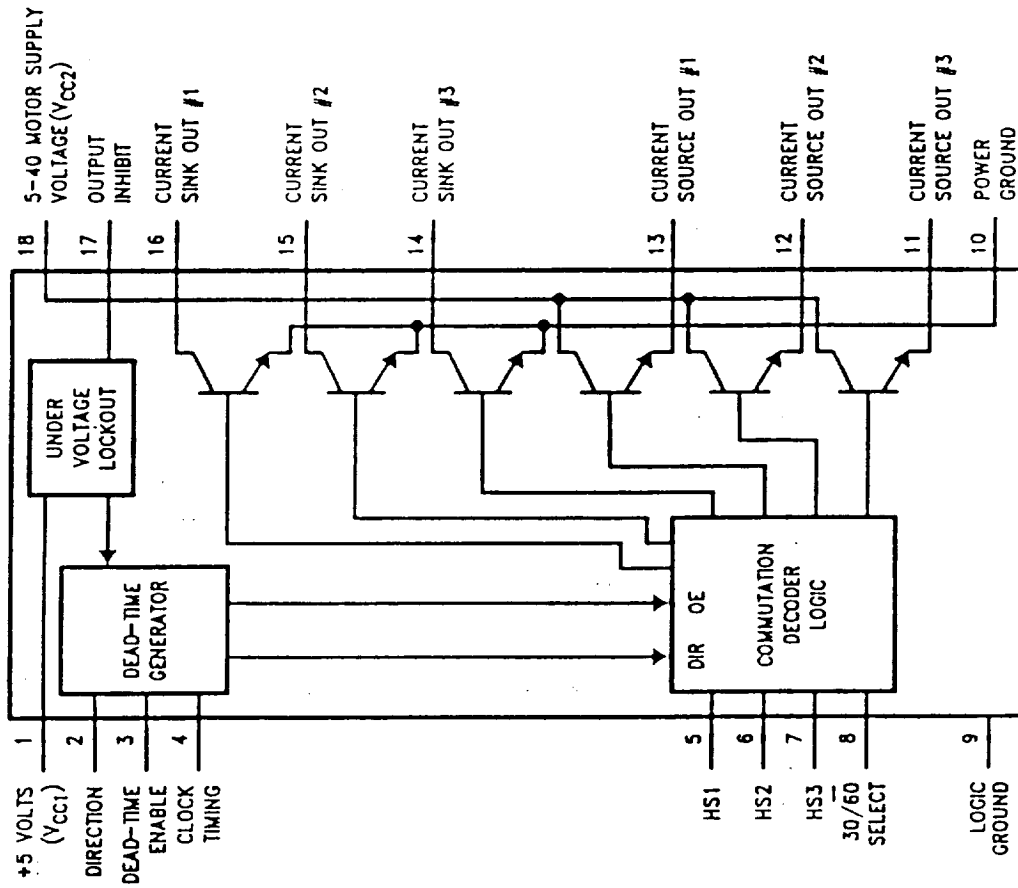 +5 VOLTS
(VCC1)
1
DIRECTION
2
DEAD-TIME
ENABLE
3
CLOCK
TIMING
4
HS1
5
HS2
6
HS3
7
30/60
SELECT
8
LOGIC
GROUND
9
UNDER
VOLTAGE
LOCKOUT
DEAD-TIME
GENERATOR
DIR
OE
COMMUTATION
DECODER
LOGIC
18
5-40 MOTOR SUPPLY
VOLTAGE (VCC2)
17
OUTPUT
INHIBIT
16
CURRENT
SINK OUT #1
15
CURRENT
SINK OUT #2
14
CURRENT
SINK OUT #3
13
CURRENT
SOURCE OUT #1
12
CURRENT
SOURCE OUT #2
11
CURRENT
SOURCE OUT #3
10
POWER
GROUND